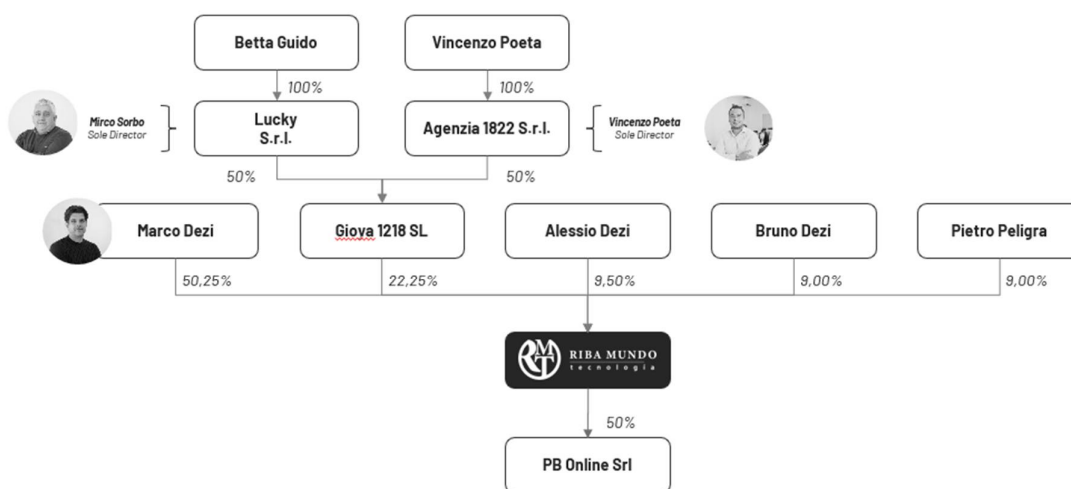 Betta Guido
Vincenzo Poeta
100%
100%
Mirco Sorbo
Sole Director
Lucky
S.r.l.
Agenzia 1822 S.r.l.
Vincenzo Poeta
Sole Director
50%
50%
Marco Dezi
Giova 1218 SL
Alessio Dezi
Bruno Dezi
Pietro Peligra
50,25%
22,25%
9,50%
9,00%
9,00%
RMT
RIBA MUNDO
tecnología
50%
PB Online Srl